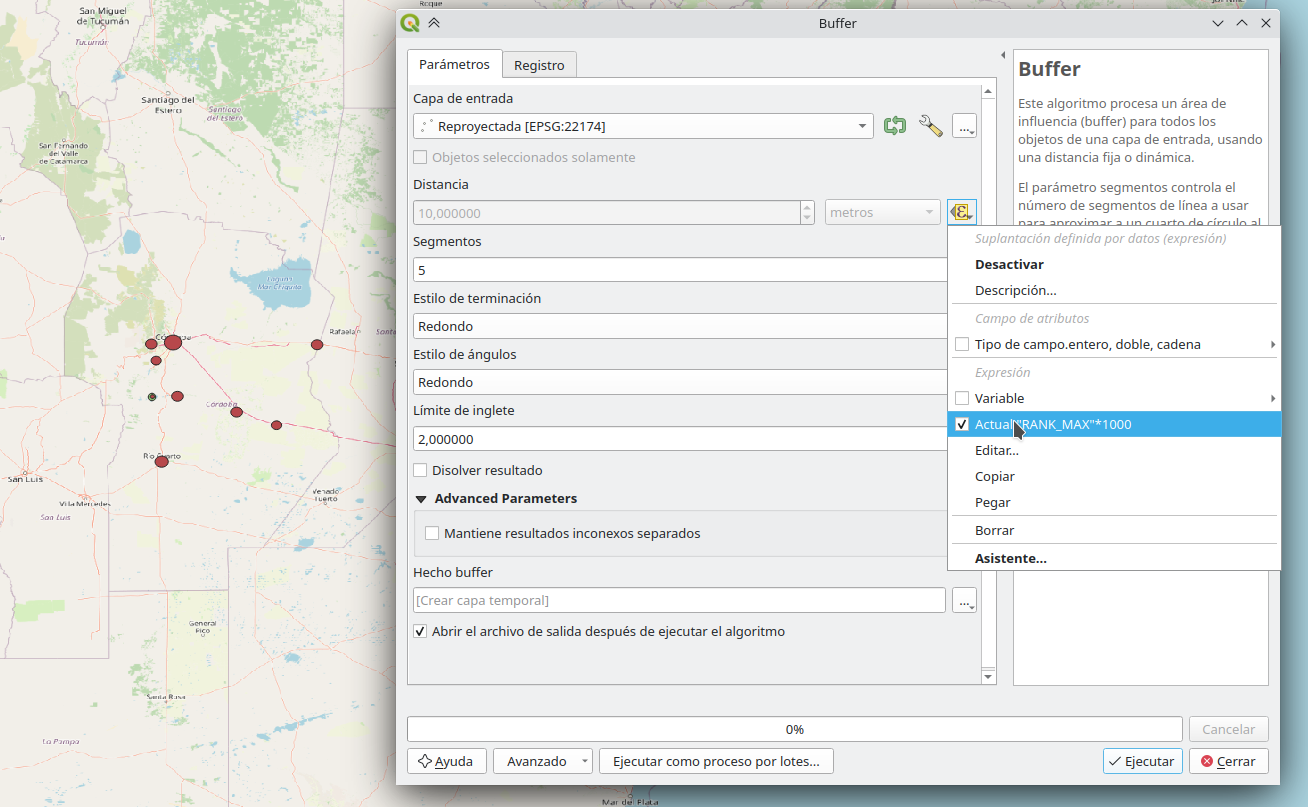 Buffer
Parámetros
Registro
Capa de entrada
Reproyectada [EPSG:22174]
...
Objetos seleccionados solamente
Distancia
10,000000
metros
Segmentos
5
Estilo de terminación
Redondo
Estilo de ángulos
Redondo
Límite de inglete
2,000000
Disolver resultado
Advanced Parameters
Mantiene resultados inconexos separados
Hecho buffer
[Crear capa temporal]
...
Abrir el archivo de salida después de ejecutar el algoritmo
0%
Cancelar
Ayuda
Avanzado
Ejecutar como proceso por lotes...
Ejecutar
Cerrar
Buffer
Este algoritmo procesa un área de
influencia (buffer) para todos los
objetos de una capa de entrada, usando
una distancia fija o dinámica.
El parámetro segmentos controla el
número de segmentos de línea a usar
para aproximar a un cuarto de círculo al
Suplantación definida por datos (expresión)
Desactivar
Descripción...
Campo de atributos
Tipo de campo.entero, doble, cadena
Expresión
Variable
"RANK_MAX"*1000
Editar...
Copiar
Pegar
Borrar
Asistente...
San Miguel
de Tucumán
Tucumán
Santiago del
Estero
Santiago
del Estero
San Fernando
del Valle
de Catamarca
Laguna
Mar Chiquita
Rafaela
Córdoba
San Luis
Villa Mercedes
San Luis
Venado
Tuerto
General
Pico
Santa Rosa
La Pampa
Mar del Plata